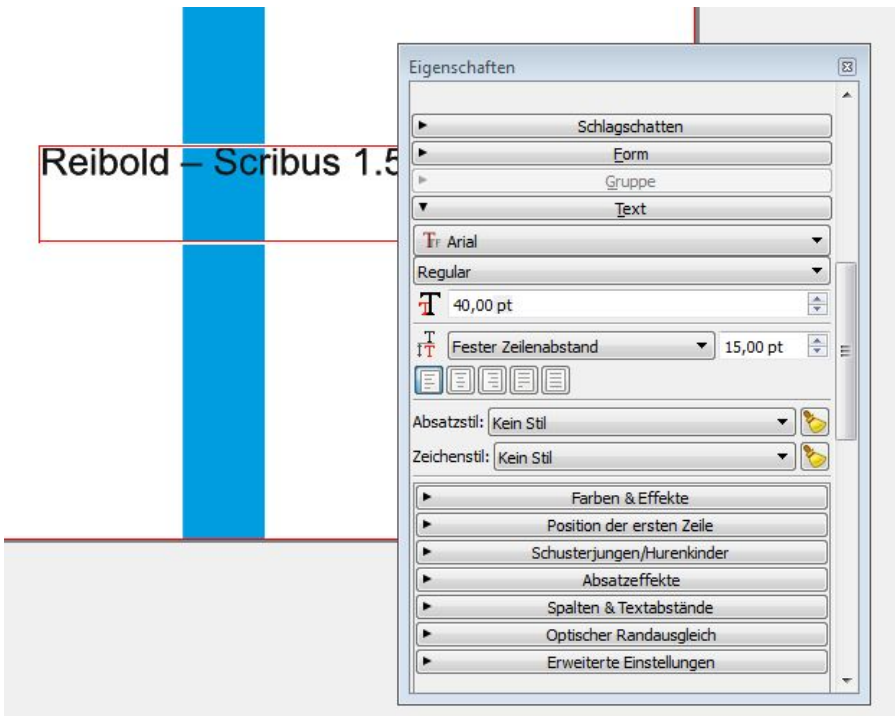 Eigenschaften
Schlagschatten
Form
Gruppe
Text
Arial
Regular
40,00 pt
Fester Zeilenabstand 15,00 pt
Absatzstil: Kein Stil
Zeichenstil: Kein Stil
Farben & Effekte
Position der ersten Zeile
Schusterjungen/Hurenkinder
Absatzeffekte
Spalten & Textabstände
Optischer Randausgleich
Erweiterte Einstellungen
Reibold – Scribus 1.5